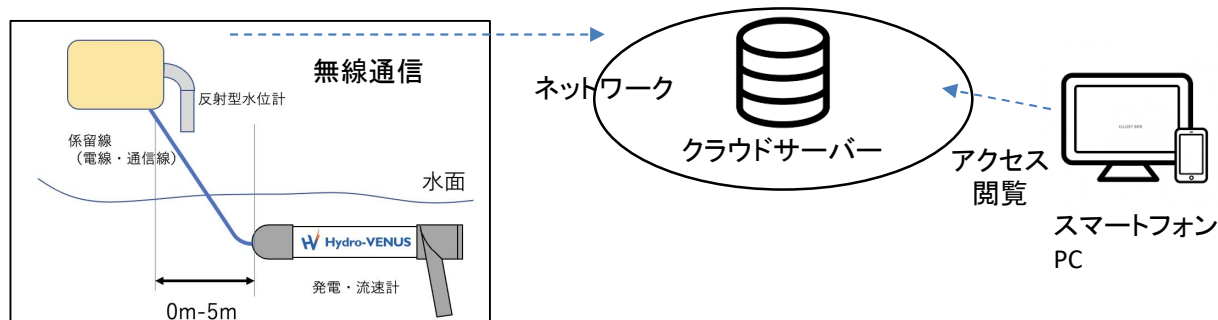 無線通信
反射型水位計
係留線
（電線・通信線）
水面
Hydro-VENUS
発電・流速計
0m-5m
ネットワーク
クラウドサーバー
アクセス
閲覧
ILLUST BOX
スマートフォン
PC